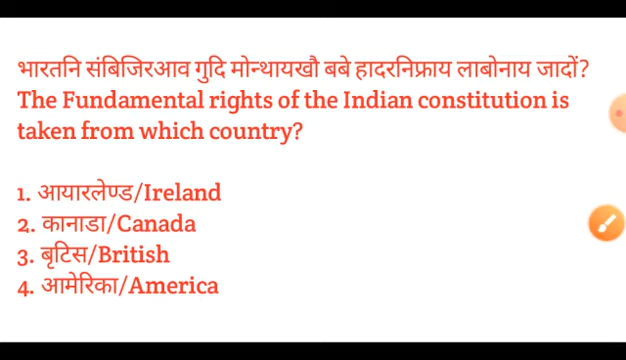 भारतनि संबिजिरआव गुदि मोन्थायखौ बबे हादरनिफ्राय लाबोनाय जादों?
The Fundamental rights of the Indian constitution is
taken from which country?
1. आयारलेण्ड/Ireland
2. कानाडा/Canada
3. बृटिस/British
4. आमेरिका/America